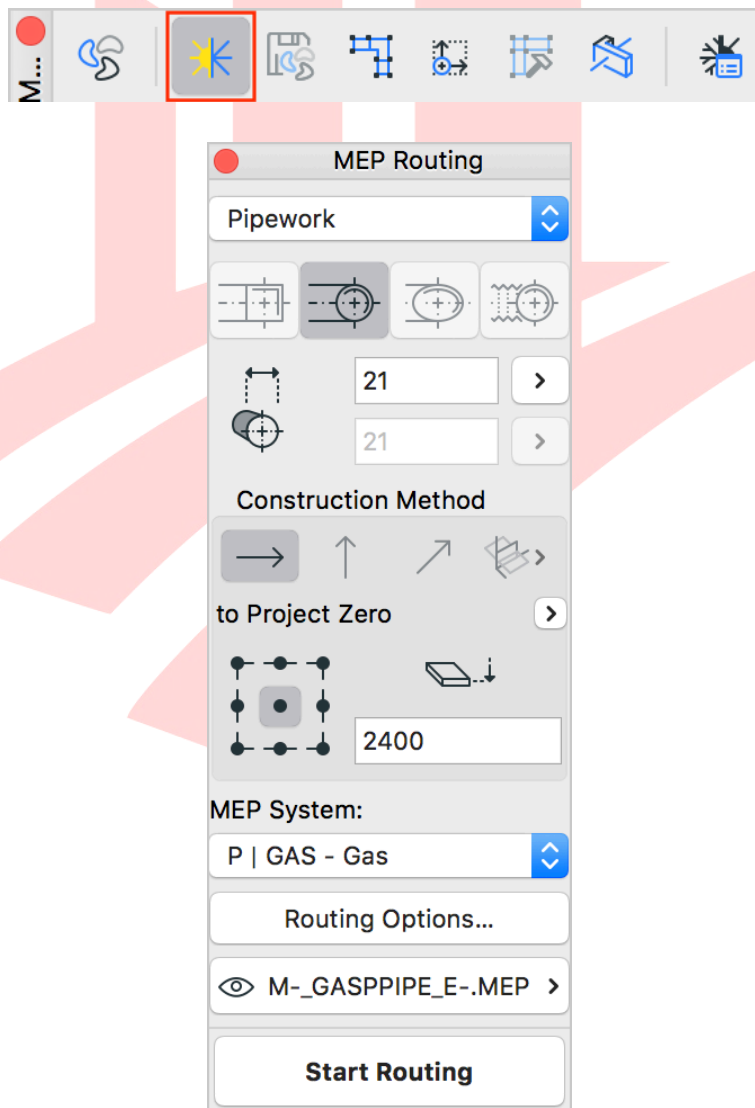 M...
MEP Routing
Pipework
21
21
Construction Method
to Project Zero
2400
MEP System:
P | GAS - Gas
Routing Options...
M-_GASPPIPE_E-.MEP
Start Routing